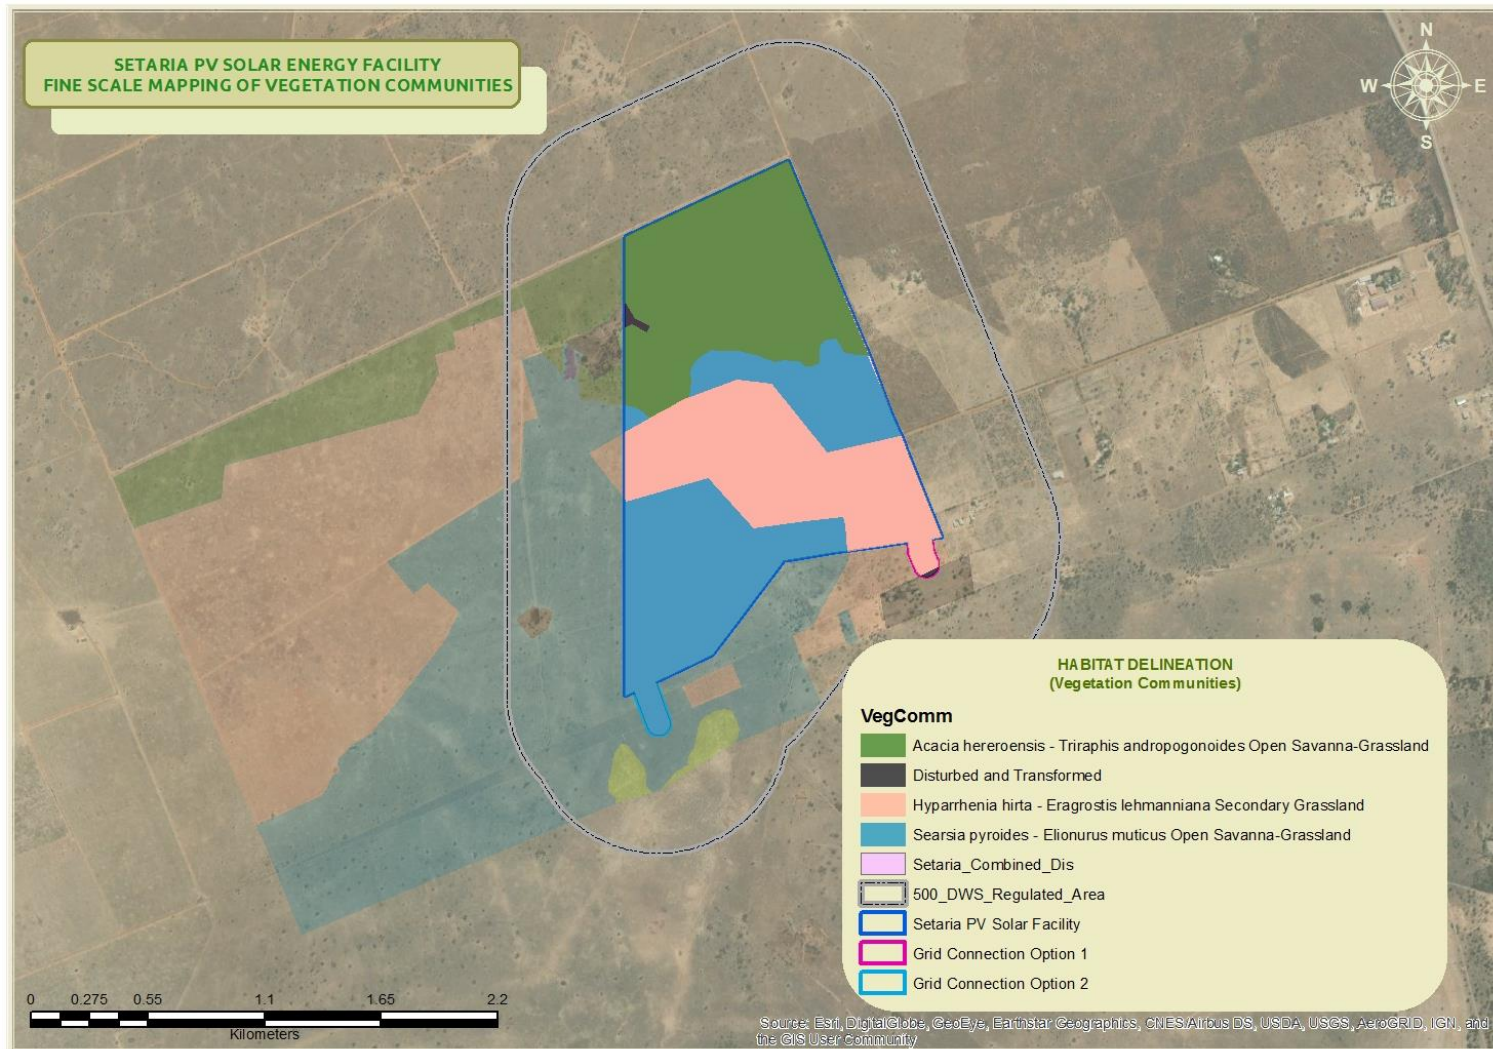 SETARIA PV SOLAR ENERGY FACILITY
FINE SCALE MAPPING OF VEGETATION COMMUNITIES
N
W
E
S
HABITAT DELINEATION
(Vegetation Communities)
VegComm
Acacia hereroensis - Triraphis andropogonoides Open Savanna-Grassland
Disturbed and Transformed
Hyparrhenia hirta - Eragrostis lehmanniana Secondary Grassland
Searsia pyroides - Elionurus muticus Open Savanna-Grassland
Setaria_Combined_Dis
500_DWS_Regulated_Area
Setaria PV Solar Facility
Grid Connection Option 1
Grid Connection Option 2
0 0.275 0.55 1.1 1.65 2.2
Kilometers
Source: Esri, DigitalGlobe, GeoEye, Earthstar Geographics, CNES/Airbus DS, USDA, USGS, AeroGRID, IGN, and
the GIS User Community